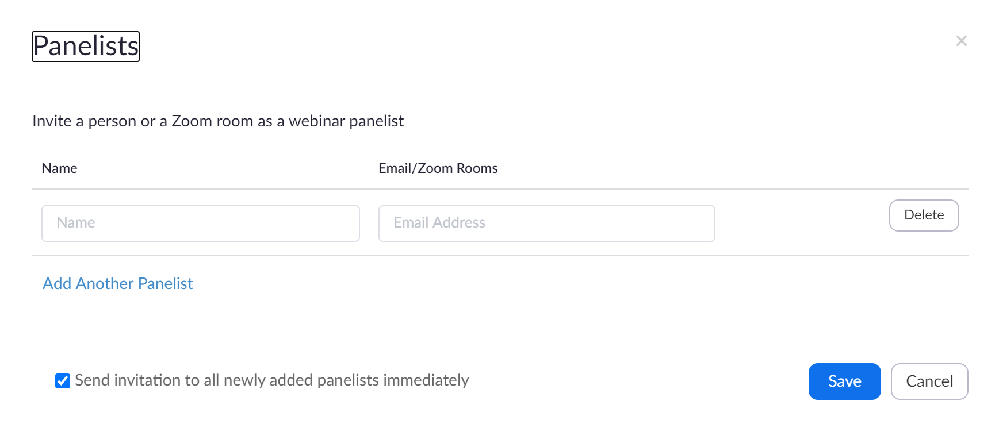 Panelists
×
Invite a person or a Zoom room as a webinar panelist
Name Email/Zoom Rooms
Name Email Address Delete
Add Another Panelist
Send invitation to all newly added panelists immediately Save Cancel